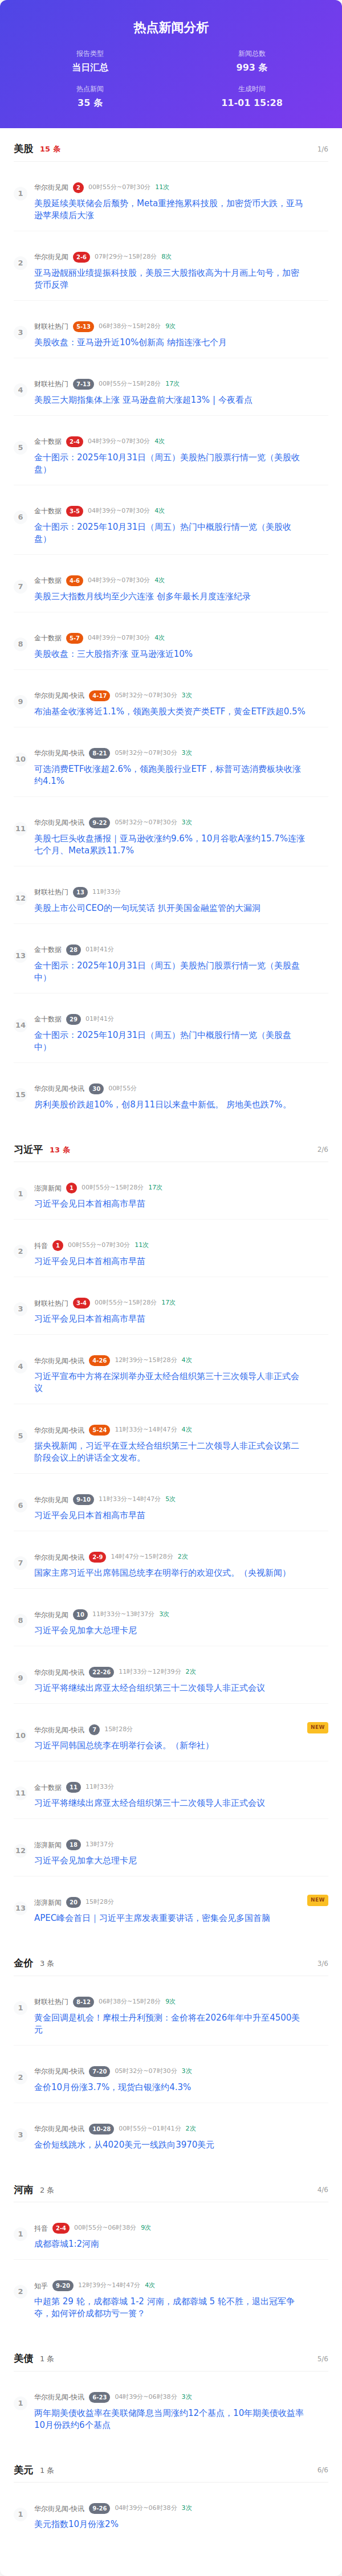 热点新闻分析
报告类型
新闻总数
当日汇总
993 条
热点新闻
生成时间
35 条
11-01 15:28
美股 15 条 1/6
1
华尔街见闻 2 00时55分~07时30分 11次
美股延续美联储会后颓势，Meta重挫拖累科技股，加密货币大跌，亚马
逊苹果绩后大涨
2
华尔街见闻 2-6 07时29分~15时28分 8次
亚马逊靓丽业绩提振科技股，美股三大股指收高为十月画上句号，加密
货币反弹
3
财联社热门 5-13 06时38分~15时28分 9次
美股收盘：亚马逊升近10%创新高 纳指连涨七个月
4
财联社热门 7-13 00时55分~15时28分 17次
美股三大期指集体上涨 亚马逊盘前大涨超13% | 今夜看点
5
金十数据 2-4 04时39分~07时30分 4次
金十图示：2025年10月31日（周五）美股热门股票行情一览（美股收
盘）
6
金十数据 3-5 04时39分~07时30分 4次
金十图示：2025年10月31日（周五）热门中概股行情一览（美股收
盘）
7
金十数据 4-6 04时39分~07时30分 4次
美股三大指数月线均至少六连涨 创多年最长月度连涨纪录
8
金十数据 5-7 04时39分~07时30分 4次
美股收盘：三大股指齐涨 亚马逊涨近10%
9
华尔街见闻-快讯 4-17 05时32分~07时30分 3次
布油基金收涨将近1.1%，领跑美股大类资产类ETF，黄金ETF跌超0.5%
10
华尔街见闻-快讯 8-21 05时32分~07时30分 3次
可选消费ETF收涨超2.6%，领跑美股行业ETF，标普可选消费板块收涨
约4.1%
11
华尔街见闻-快讯 9-22 05时32分~07时30分 3次
美股七巨头收盘播报｜亚马逊收涨约9.6%，10月谷歌A涨约15.7%连涨
七个月、Meta累跌11.7%
12
财联社热门 13 11时33分
美股上市公司CEO的一句玩笑话 扒开美国金融监管的大漏洞
13
金十数据 28 01时41分
金十图示：2025年10月31日（周五）美股热门股票行情一览（美股盘
中）
14
金十数据 29 01时41分
金十图示：2025年10月31日（周五）热门中概股行情一览（美股盘
中）
15
华尔街见闻-快讯 30 00时55分
房利美股价跌超10%，创8月11日以来盘中新低。 房地美也跌7%。
习近平 13 条 2/6
1
澎湃新闻 1 00时55分~15时28分 17次
习近平会见日本首相高市早苗
2
抖音 1 00时55分~07时30分 11次
习近平会见日本首相高市早苗
3
财联社热门 3-4 00时55分~15时28分 17次
习近平会见日本首相高市早苗
4
华尔街见闻-快讯 4-26 12时39分~15时28分 4次
习近平宣布中方将在深圳举办亚太经合组织第三十三次领导人非正式会
议
5
华尔街见闻-快讯 5-24 11时33分~14时47分 4次
据央视新闻，习近平在亚太经合组织第三十二次领导人非正式会议第二
阶段会议上的讲话全文发布。
6
华尔街见闻 9-10 11时33分~14时47分 5次
习近平会见日本首相高市早苗
7
华尔街见闻-快讯 2-9 14时47分~15时28分 2次
国家主席习近平出席韩国总统李在明举行的欢迎仪式。（央视新闻）
8
华尔街见闻 10 11时33分~13时37分 3次
习近平会见加拿大总理卡尼
9
华尔街见闻-快讯 22-26 11时33分~12时39分 2次
习近平将继续出席亚太经合组织第三十二次领导人非正式会议
10
华尔街见闻-快讯 7 15时28分 NEW
习近平同韩国总统李在明举行会谈。（新华社）
11
金十数据 11 11时33分
习近平将继续出席亚太经合组织第三十二次领导人非正式会议
12
澎湃新闻 18 13时37分
习近平会见加拿大总理卡尼
13
澎湃新闻 20 15时28分 NEW
APEC峰会首日｜习近平主席发表重要讲话，密集会见多国首脑
金价 3 条 3/6
1
财联社热门 8-12 06时38分~15时28分 9次
黄金回调是机会！摩根士丹利预测：金价将在2026年年中升至4500美
元
2
华尔街见闻-快讯 7-20 05时32分~07时30分 3次
金价10月份涨3.7%，现货白银涨约4.3%
3
华尔街见闻-快讯 10-28 00时55分~01时41分 2次
金价短线跳水，从4020美元一线跌向3970美元
河南 2 条 4/6
1
抖音 2-4 00时55分~06时38分 9次
成都蓉城1:2河南
2
知乎 9-20 12时39分~14时47分 4次
中超第 29 轮，成都蓉城 1-2 河南，成都蓉城 5 轮不胜，退出冠军争
夺，如何评价成都功亏一篑？
美债 1 条 5/6
1
华尔街见闻-快讯 6-23 04时39分~06时38分 3次
两年期美债收益率在美联储降息当周涨约12个基点，10年期美债收益率
10月份跌约6个基点
美元 1 条 6/6
1
华尔街见闻-快讯 9-26 04时39分~06时38分 3次
美元指数10月份涨2%